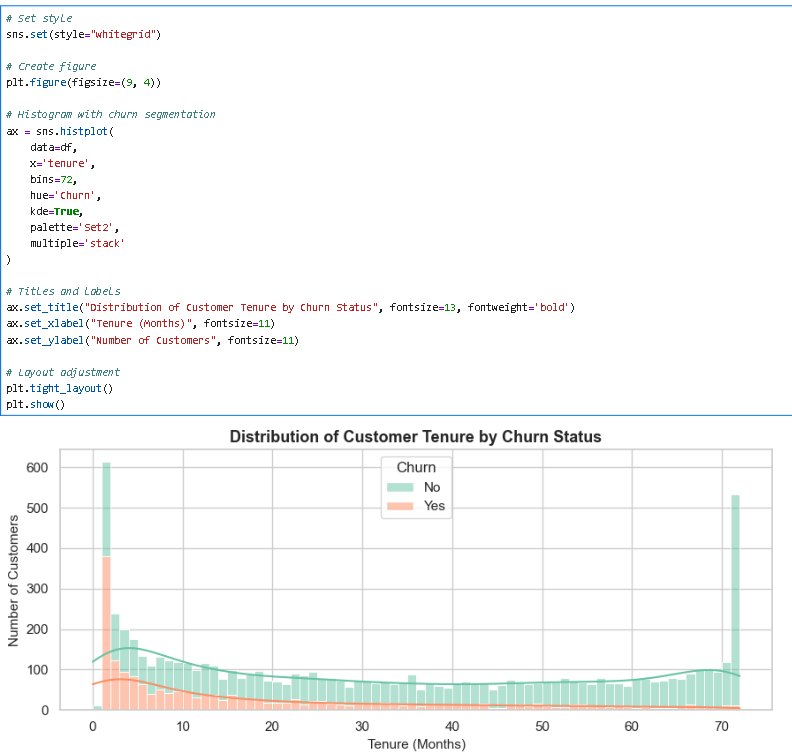 # Set style
sns.set(style="whitegrid")
# Create figure
plt.figure(figsize=(9, 4))
# Histogram with churn segmentation
ax = sns.histplot(
    data=df,
    x='tenure',
    bins=72,
    hue='Churn',
    kde=True,
    palette='Set2',
    multiple='stack'
)
# Titles and labels
ax.set_title("Distribution of Customer Tenure by Churn Status", fontsize=13, fontweight='bold')
ax.set_xlabel("Tenure (Months)", fontsize=11)
ax.set_ylabel("Number of Customers", fontsize=11)
# Layout adjustment
plt.tight_layout()
plt.show()
Distribution of Customer Tenure by Churn Status
Churn
No
Yes
Number of Customers
600
500
400
300
200
100
0
0 10 20 30 40 50 60 70
Tenure (Months)